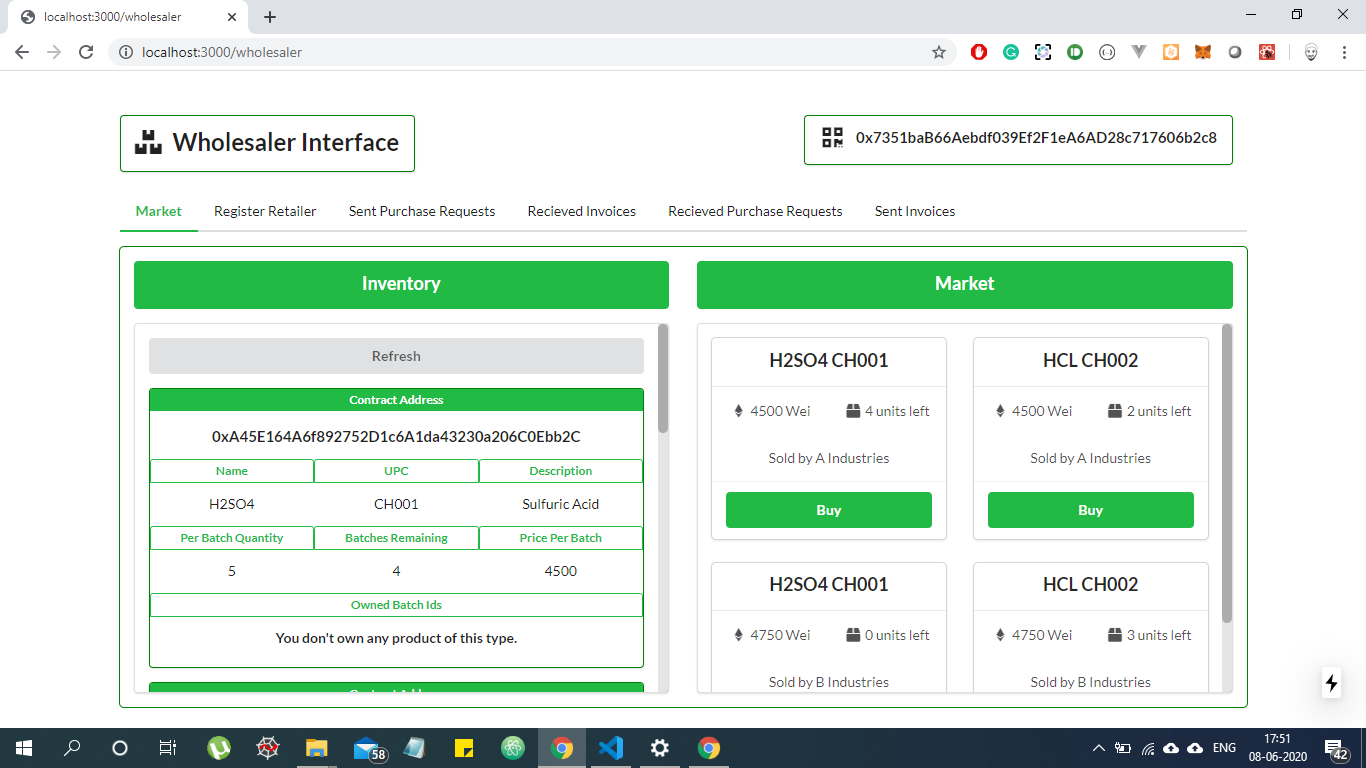 localhost:3000/wholesaler
localhost:3000/wholesaler
Wholesaler Interface
0x7351baB66Aebdf039Ef2F1eA6AD28c717606b2c8
Market Register Retailer Sent Purchase Requests Recieved Invoices Recieved Purchase Requests Sent Invoices
Inventory
Refresh
Contract Address
0xA45E164A6f892752D1c6A1da43230a206C0Ebb2C
Name UPC Description
H2SO4 CH001 Sulfuric Acid
Per Batch Quantity Batches Remaining Price Per Batch
5 4 4500
Owned Batch Ids
You don't own any product of this type.
Contract Address
Market
H2SO4 CH001
4500 Wei 4 units left
Sold by A Industries
Buy
HCL CH002
4500 Wei 2 units left
Sold by A Industries
Buy
H2SO4 CH001
4750 Wei 0 units left
Sold by B Industries
HCL CH002
4750 Wei 3 units left
Sold by B Industries
58
ENG
17:51
08-06-2020
42